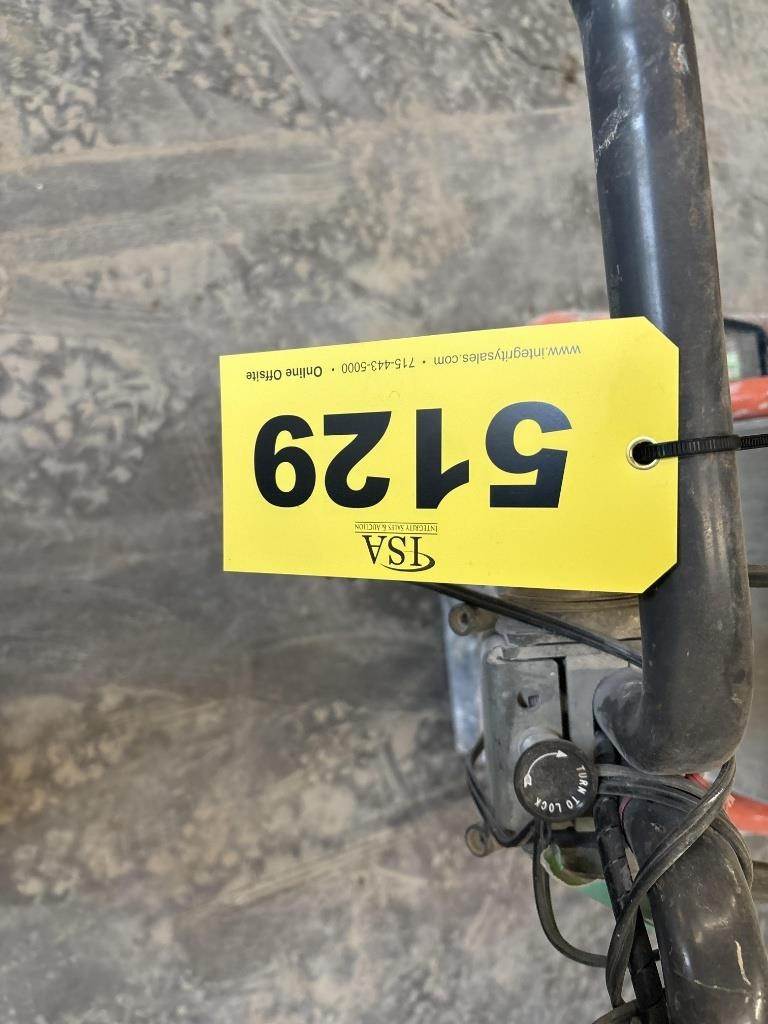 ISA
INTEGRITY SALES & AUCTION
5129
www.integritysales.com • 715-443-5000 • Online Offsite
TURN TO LOCK